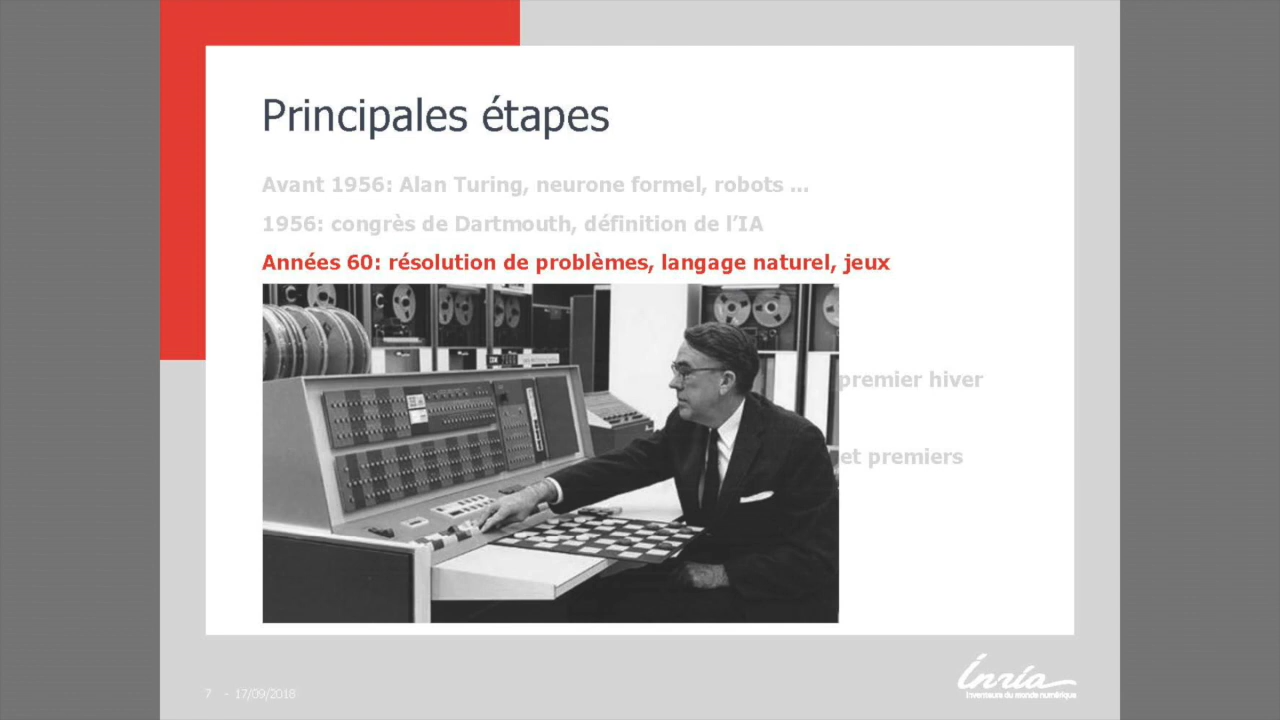 Principales étapes
Avant 1956: Alan Turing, neurone formel, robots ...
1956: congrès de Dartmouth, définition de l'IA
Années 60: résolution de problèmes, langage naturel, jeux
premier hiver
et premiers
IBM
7 - 17/09/2018
Inria
Inventeurs du monde numérique